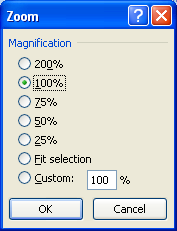 Zoom
Magnification
200%
100%
75%
50%
25%
Fit selection
Custom: 100 %
OK Cancel